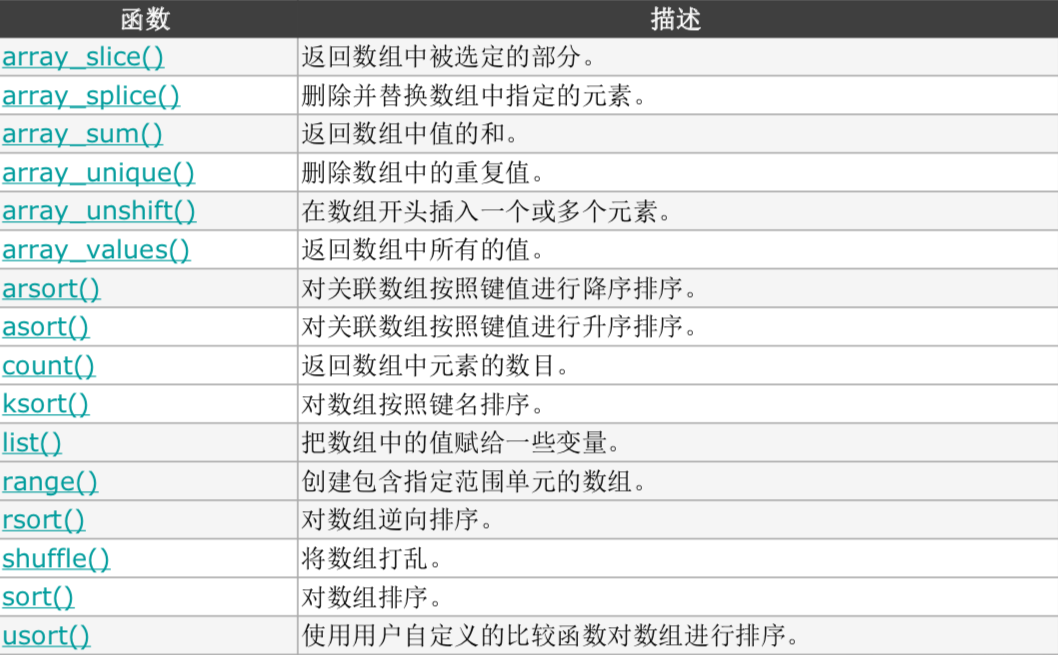 函数 描述
array_slice() 返回数组中被选定的部分。
array_splice() 删除并替换数组中指定的元素。
array_sum() 返回数组中值的和。
array_unique() 删除数组中的重复值。
array_unshift() 在数组开头插入一个或多个元素。
array_values() 返回数组中所有的值。
arsort() 对关联数组按照键值进行降序排序。
asort() 对关联数组按照键值进行升序排序。
count() 返回数组中元素的数目。
ksort() 对数组按照键名排序。
list() 把数组中的值赋给一些变量。
range() 创建包含指定范围单元的数组。
rsort() 对数组逆向排序。
shuffle() 将数组打乱。
sort() 对数组排序。
usort() 使用用户自定义的比较函数对数组进行排序。